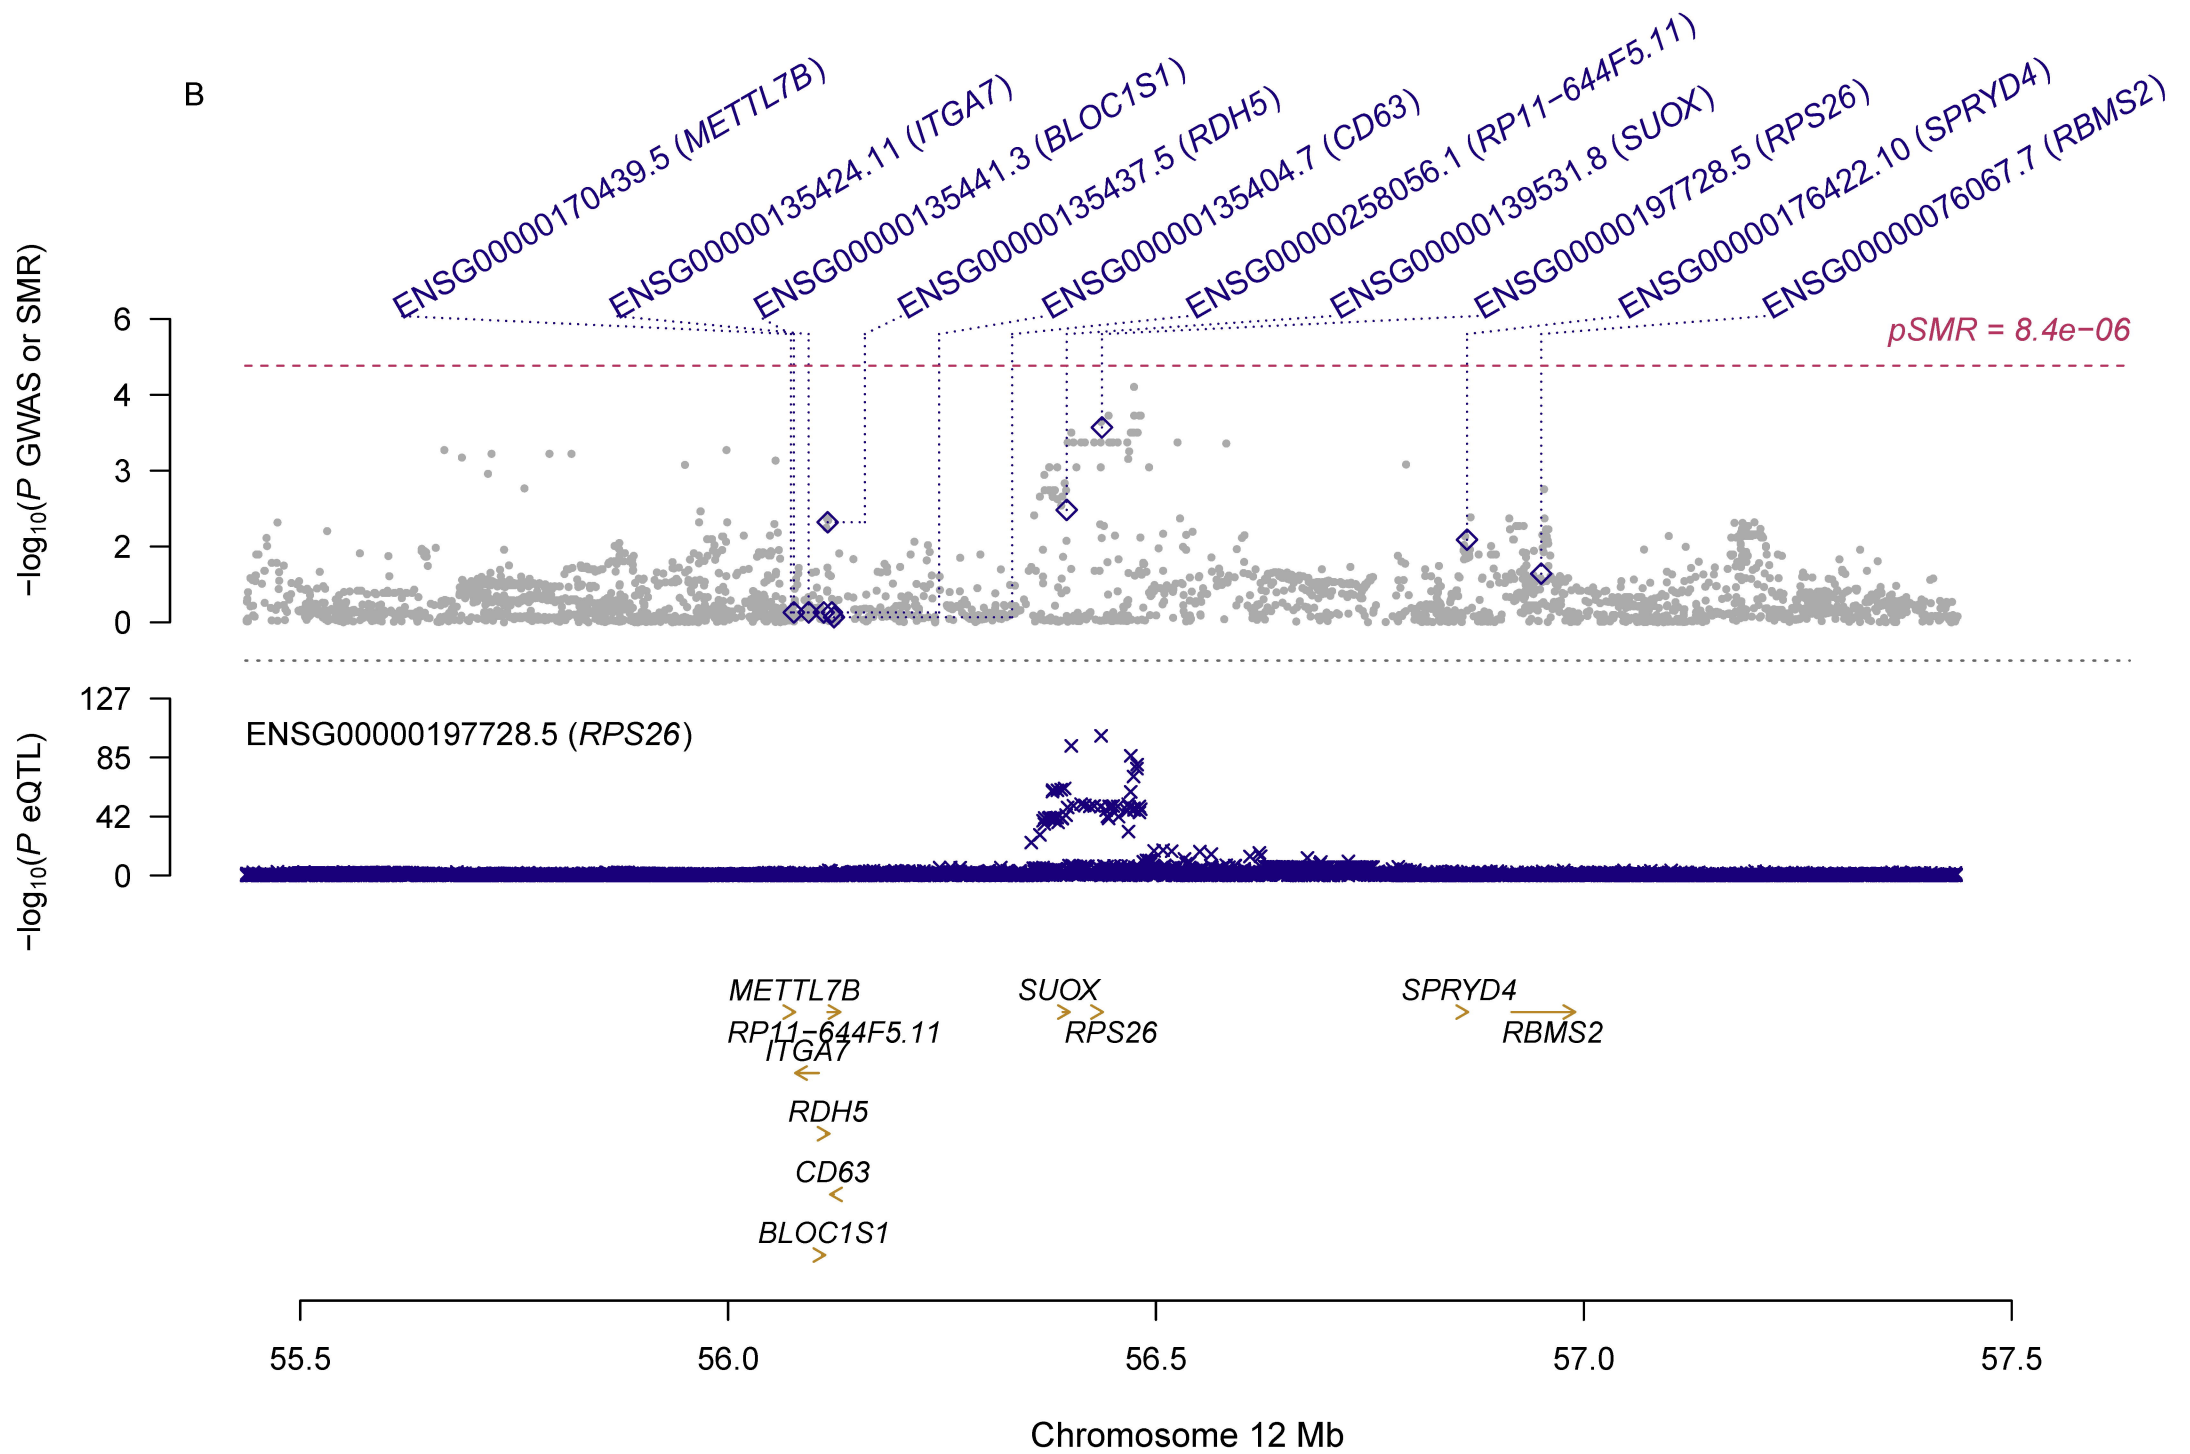 B
ENSG00000170439.5 (METTL7B)
ENSG00000135424.11 (ITGA7)
ENSG00000135441.3 (BLOC1S1)
ENSG00000135437.5 (RDH5)
ENSG00000135404.7 (CD63)
ENSG00000258056.1 (RP11−644F5.11)
ENSG00000139531.8 (SUOX)
ENSG00000197728.5 (RPS26)
ENSG00000176422.10 (SPRYD4)
ENSG00000076067.7 (RBMS2)
−log10(P GWAS or SMR)
6
4
3
2
0
pSMR = 8.4e−06
−log10(P eQTL)
127
85
42
0
ENSG00000197728.5 (RPS26)
METTL7B
SUOX
SPRYD4
RP11−644F5.11
RPS26
RBMS2
ITGA7
RDH5
CD63
BLOC1S1
55.5 56.0 56.5 57.0 57.5
Chromosome 12 Mb